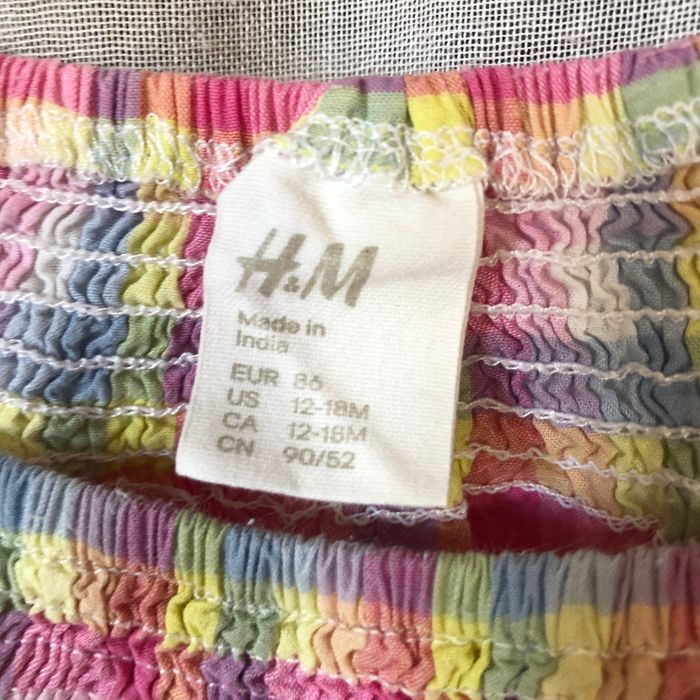 H&M
Made in
India
EUR 86
US 12-18M
CA 12-18M
CN 90/52